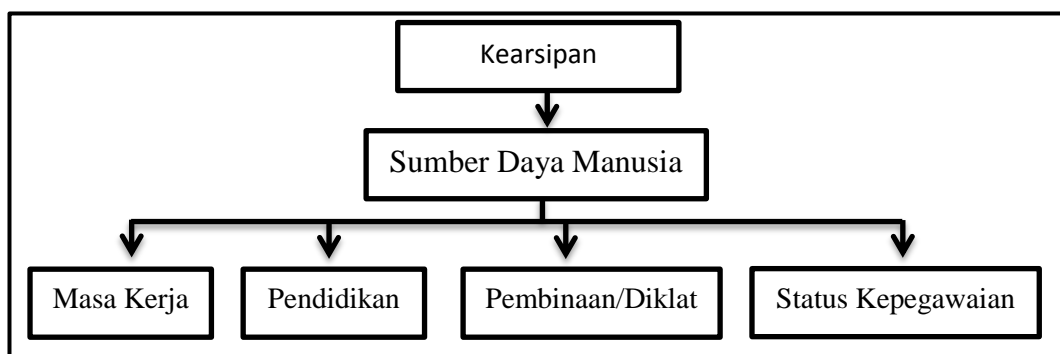 Kearsipan
Sumber Daya Manusia
Masa Kerja
Pendidikan
Pembinaan/Diklat
Status Kepegawaian